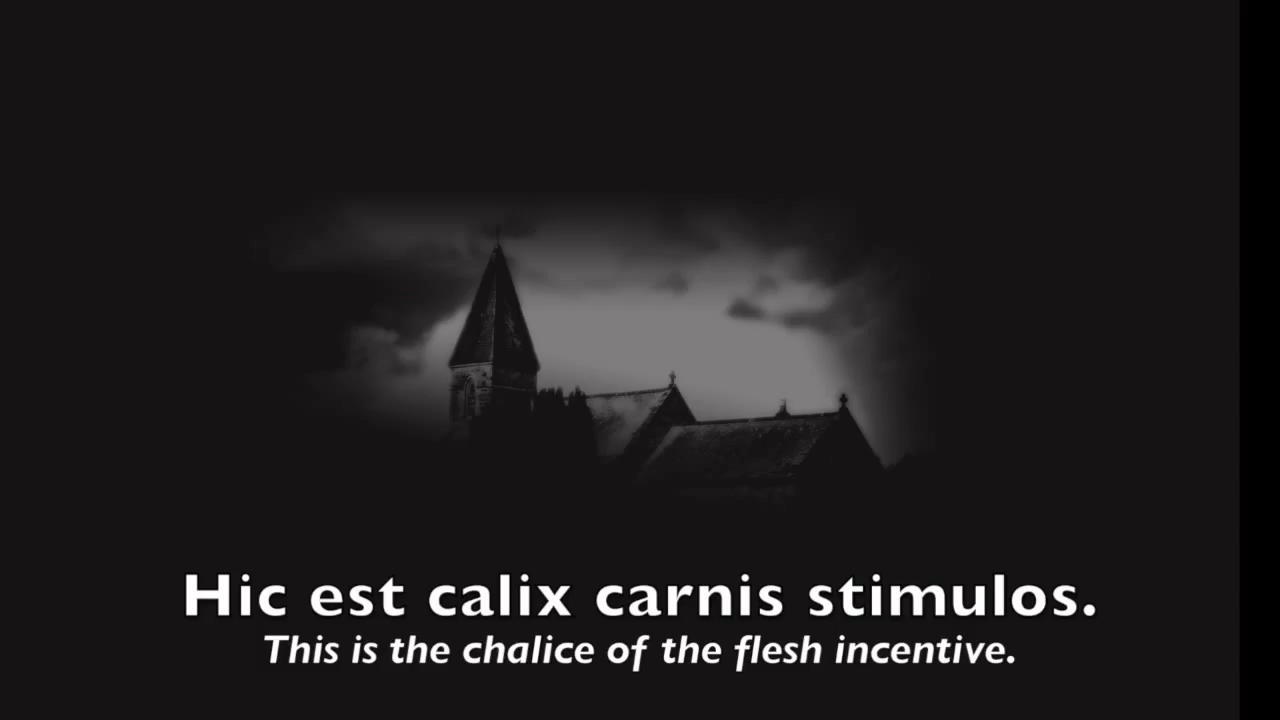 Hic est calix carnis stimulos.
This is the chalice of the flesh incentive.